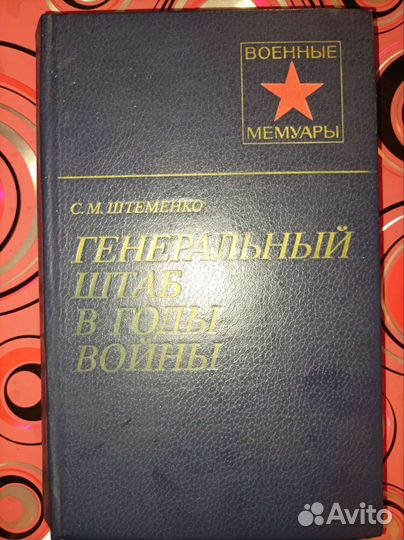 ВОЕННЫЕ
МЕМУАРЫ
С. М. ШТЕМЕНКО
ГЕНЕРАЛЬНЫЙ
ШТАБ
В ГОДЫ
ВОЙНЫ
Avito